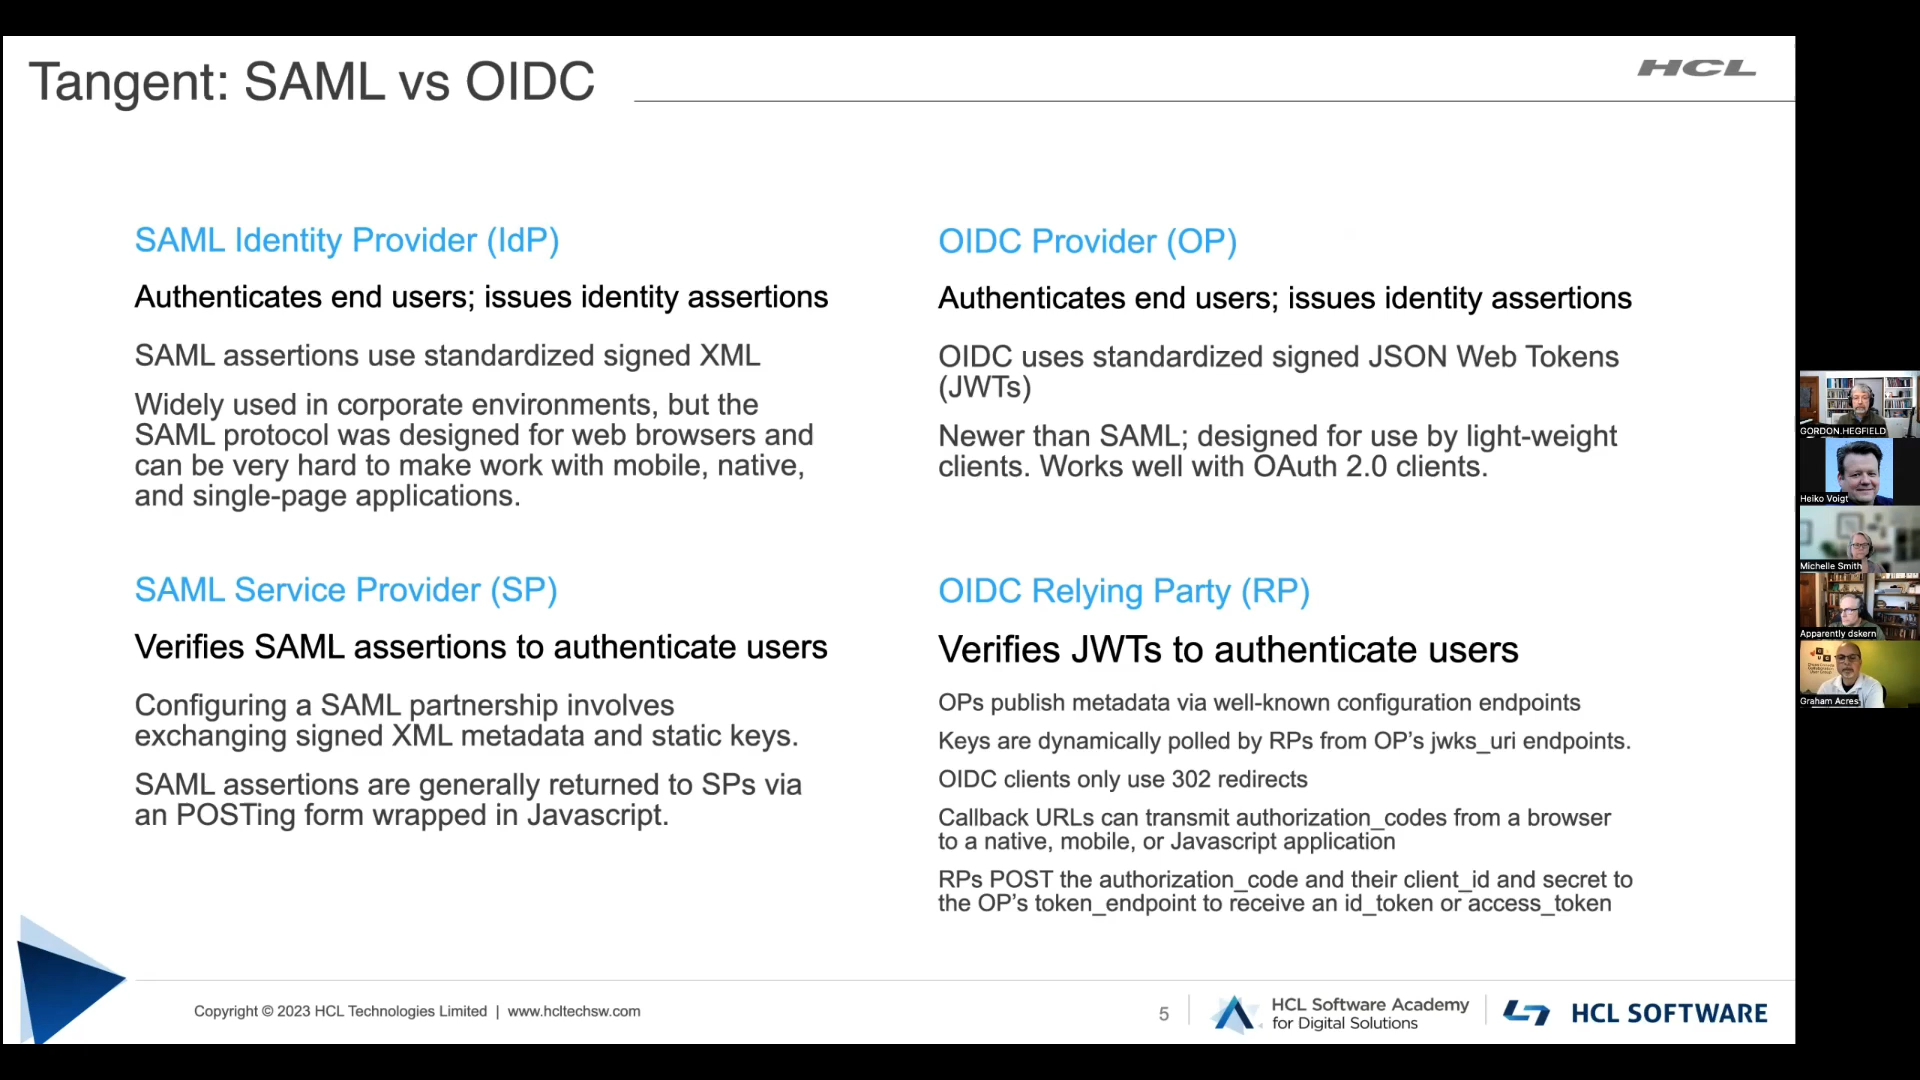 Tangent: SAML vs OIDC
HCL
SAML Identity Provider (IdP)
Authenticates end users; issues identity assertions
SAML assertions use standardized signed XML
Widely used in corporate environments, but the
SAML protocol was designed for web browsers and
can be very hard to make work with mobile, native,
and single-page applications.
OIDC Provider (OP)
Authenticates end users; issues identity assertions
OIDC uses standardized signed JSON Web Tokens
(JWTs)
Newer than SAML; designed for use by light-weight
clients. Works well with OAuth 2.0 clients.
SAML Service Provider (SP)
Verifies SAML assertions to authenticate users
Configuring a SAML partnership involves
exchanging signed XML metadata and static keys.
SAML assertions are generally returned to SPs via
an POSTing form wrapped in Javascript.
OIDC Relying Party (RP)
Verifies JWTs to authenticate users
OPs publish metadata via well-known configuration endpoints
Keys are dynamically polled by RPs from OP's jwks_uri endpoints.
OIDC clients only use 302 redirects
Callback URLs can transmit authorization_codes from a browser
to a native, mobile, or Javascript application
RPs POST the authorization_code and their client_id and secret to
the OP's token_endpoint to receive an id_token or access_token
Copyright © 2023 HCL Technologies Limited | www.hcltechsw.com
5
HCL Software Academy
for Digital Solutions
HCL SOFTWARE
GORDON.HEGFIELD
Heiko Voigt
Michelle Smith
Apparently dskern
Graham Acres